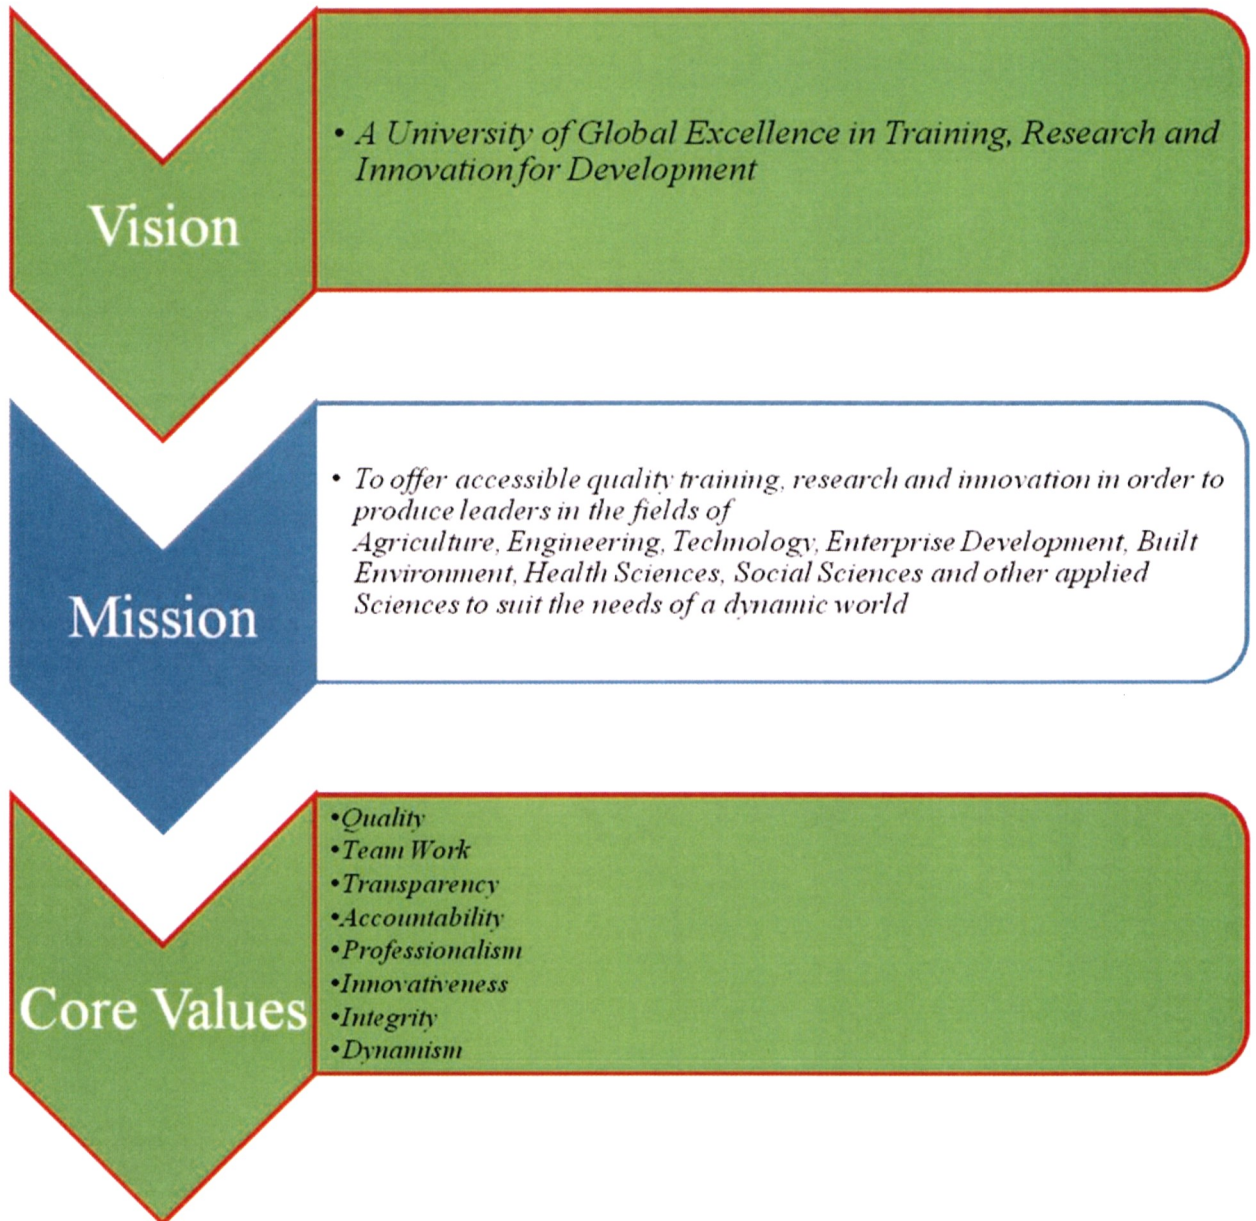 Vision
• A University of Global Excellence in Training, Research and
Innovation for Development
Mission
• To offer accessible quality training, research and innovation in order to
produce leaders in the fields of
Agriculture, Engineering, Technology, Enterprise Development, Built
Environment, Health Sciences, Social Sciences and other applied
Sciences to suit the needs of a dynamic world
Core Values
•Quality
•Team Work
•Transparency
•Accountability
•Professionalism
•Innovativeness
•Integrity
•Dynamism